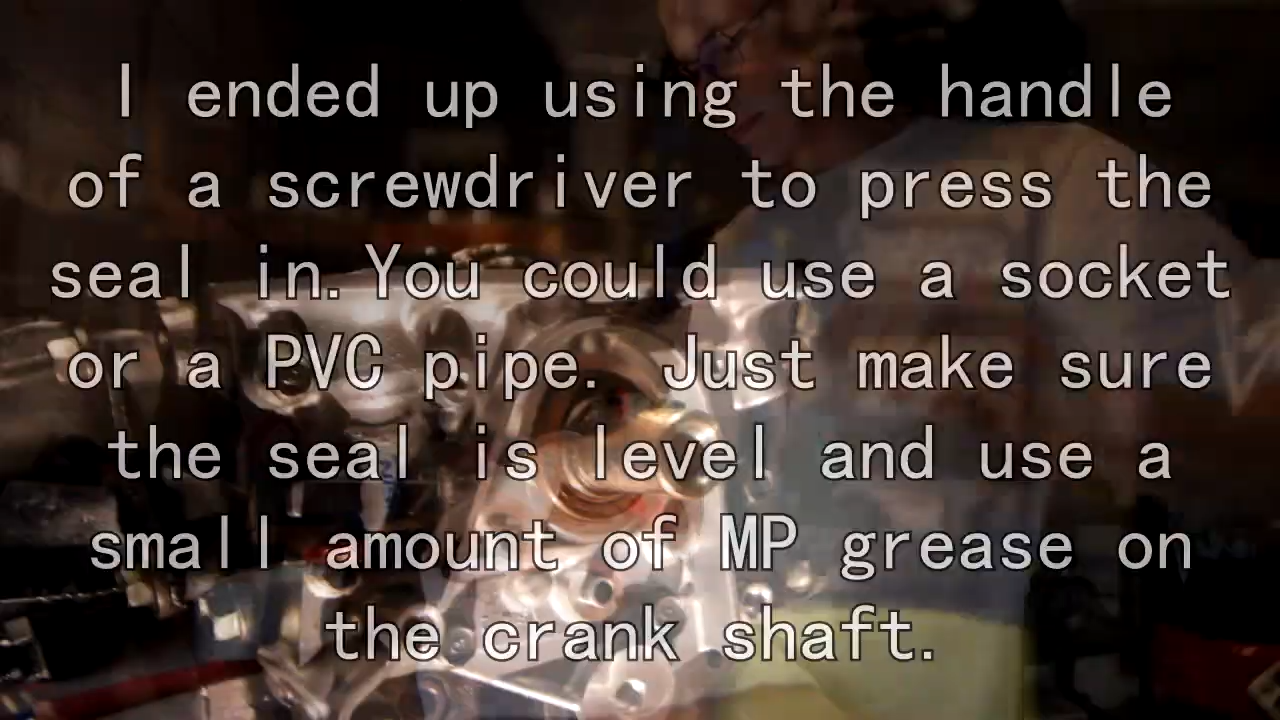 I ended up using the handle
of a screwdriver to press the
seal in.You could use a socket
or a PVC pipe. Just make sure
the seal is level and use a
small amount of MP grease on
the crank shaft.